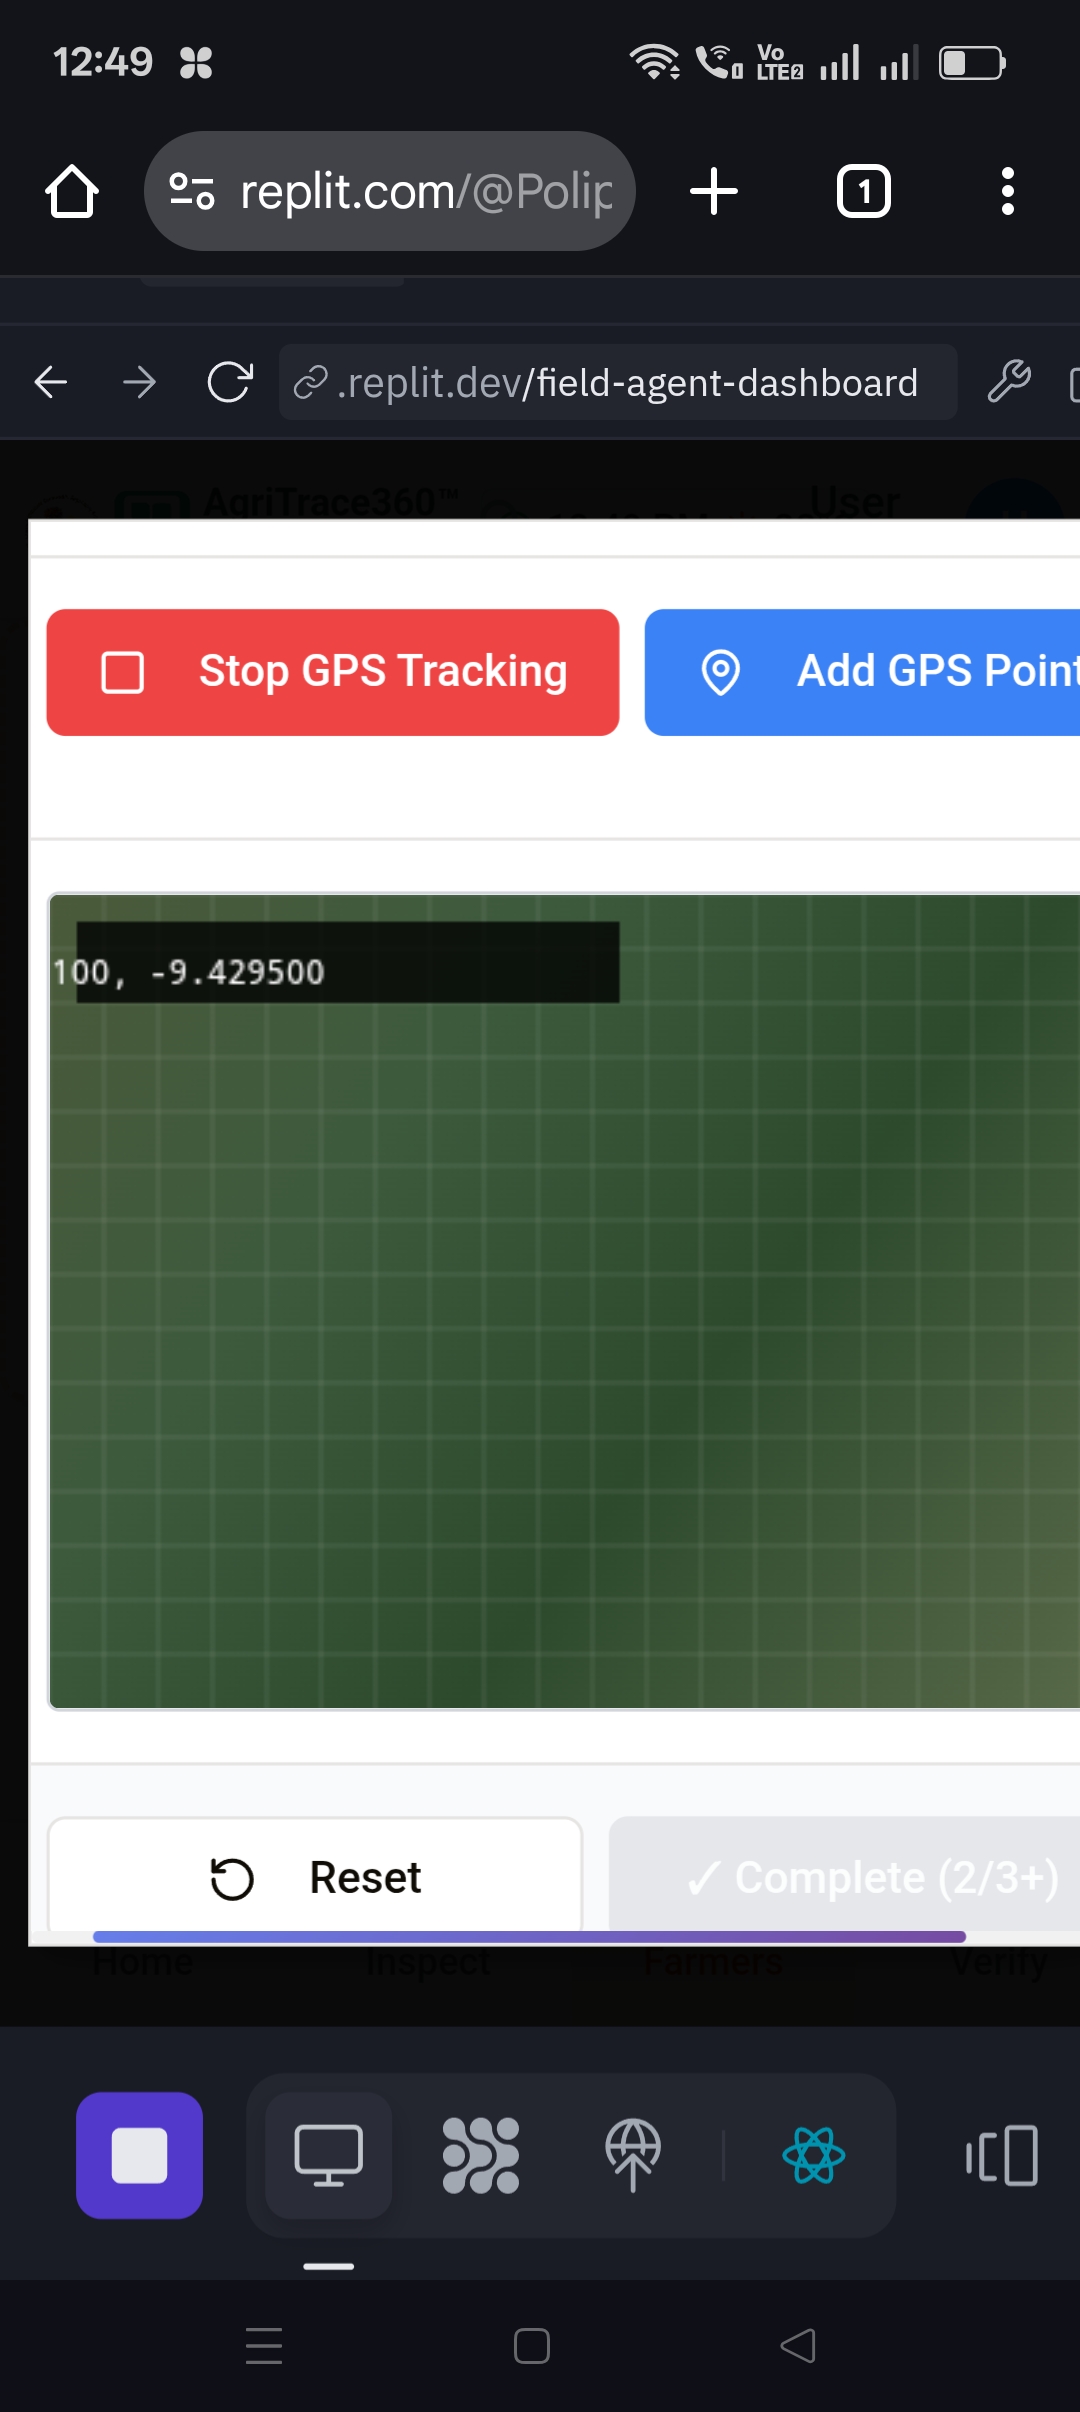 12:49
Vo
LTE2
replit.com/@Polip
1
.replit.dev/field-agent-dashboard
AgriTrace360™
User
Stop GPS Tracking
Add GPS Point
100, -9.429500
Reset
✓ Complete (2/3+)
Home
Inspect
Farmers
Verify